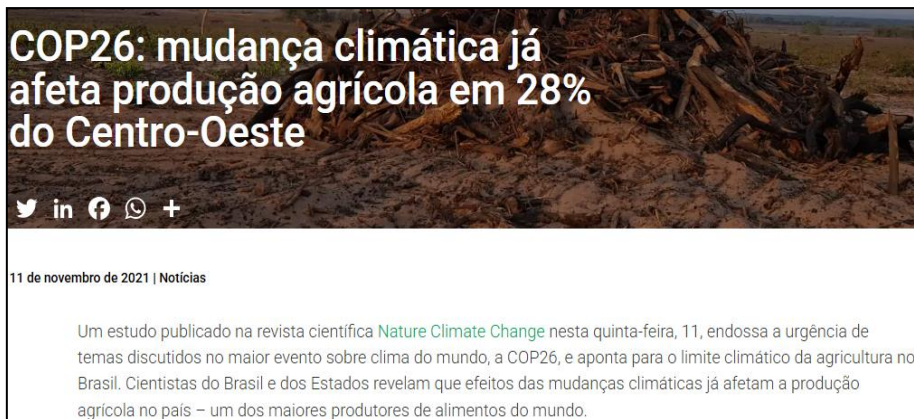 COP26: mudança climática já
afeta produção agrícola em 28%
do Centro-Oeste
11 de novembro de 2021 | Notícias
Um estudo publicado na revista científica Nature Climate Change nesta quinta-feira, 11, endossa a urgência de
temas discutidos no maior evento sobre clima do mundo, a COP26, e aponta para o limite climático da agricultura no
Brasil. Cientistas do Brasil e dos Estados revelam que efeitos das mudanças climáticas já afetam a produção
agrícola no país – um dos maiores produtores de alimentos do mundo.